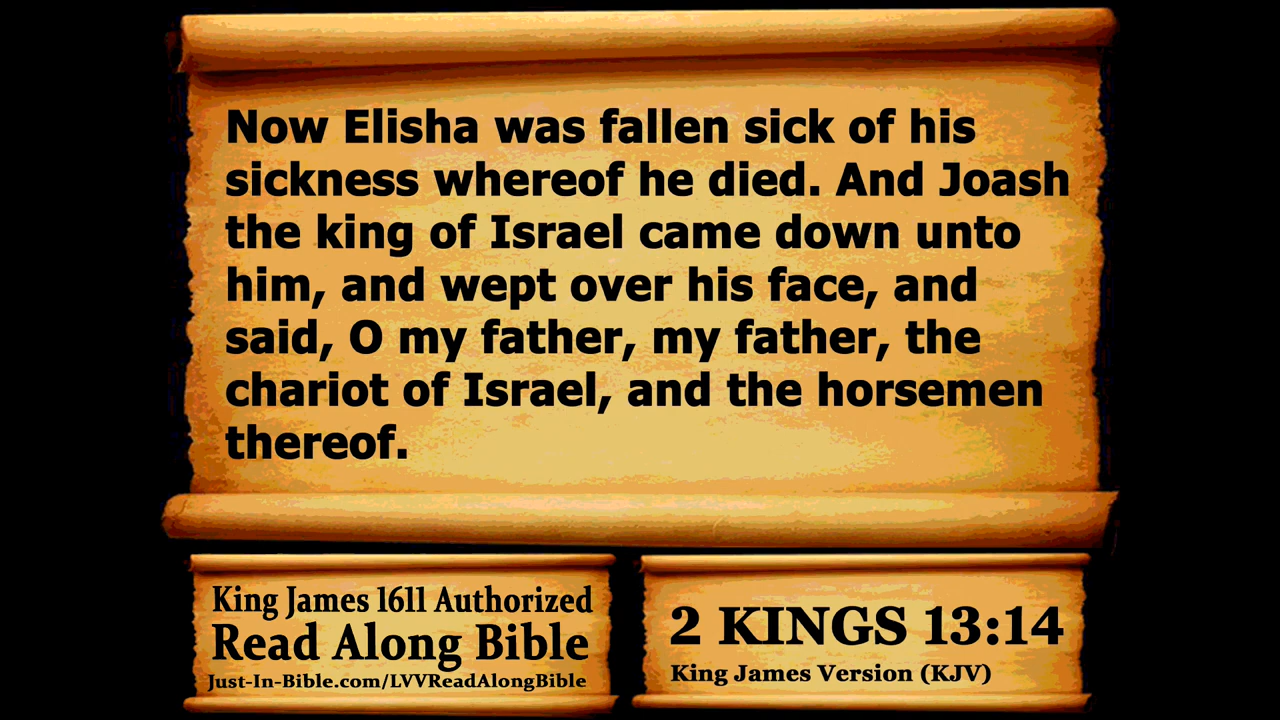 Now Elisha was fallen sick of his
sickness whereof he died. And Joash
the king of Israel came down unto
him, and wept over his face, and
said, O my father, my father, the
chariot of Israel, and the horsemen
thereof.
King James 1611 Authorized
Read Along Bible
Just-In-Bible.com/LVVReadAlongBible
2 KINGS 13:14
King James Version (KJV)